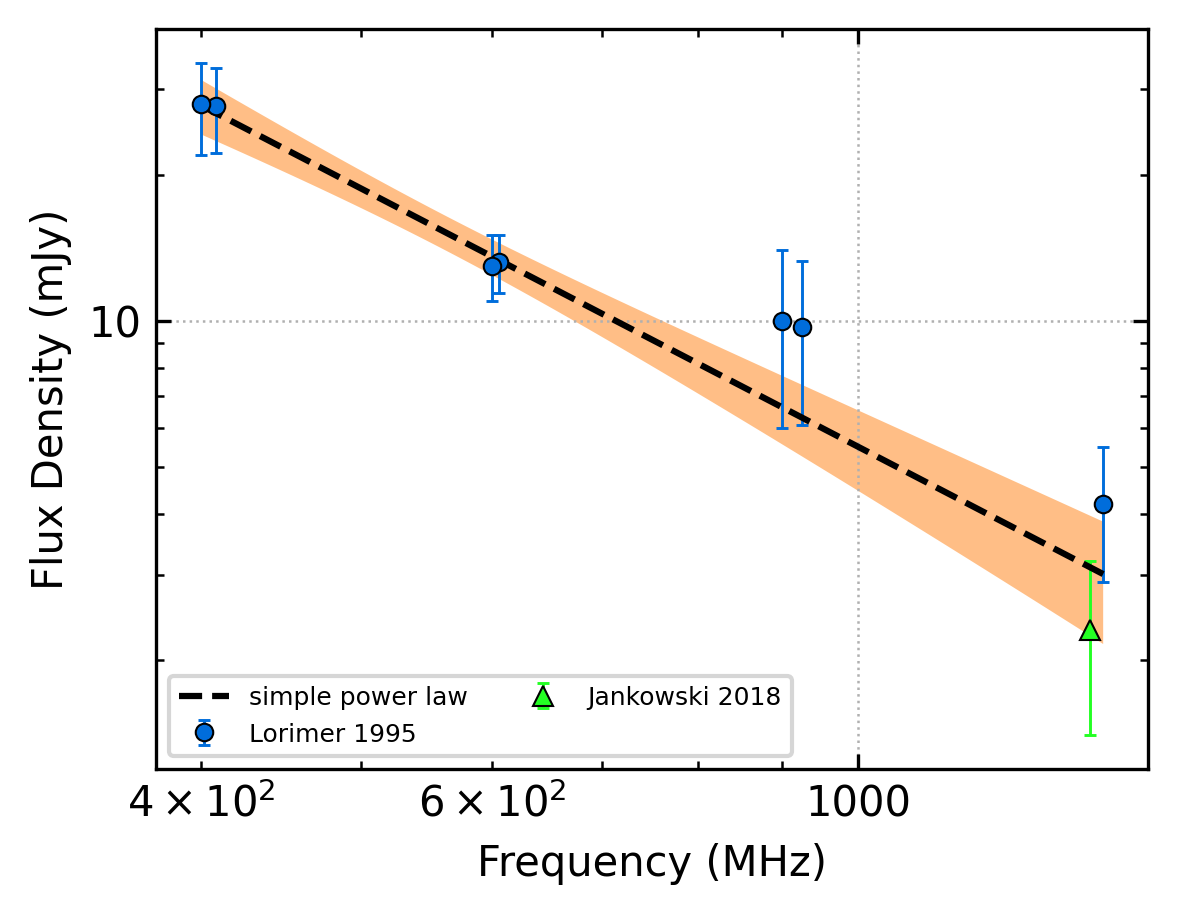 Flux Density (mJy)
10
simple power law
Lorimer 1995
Jankowski 2018
4 × 10²
6 × 10²
1000
Frequency (MHz)